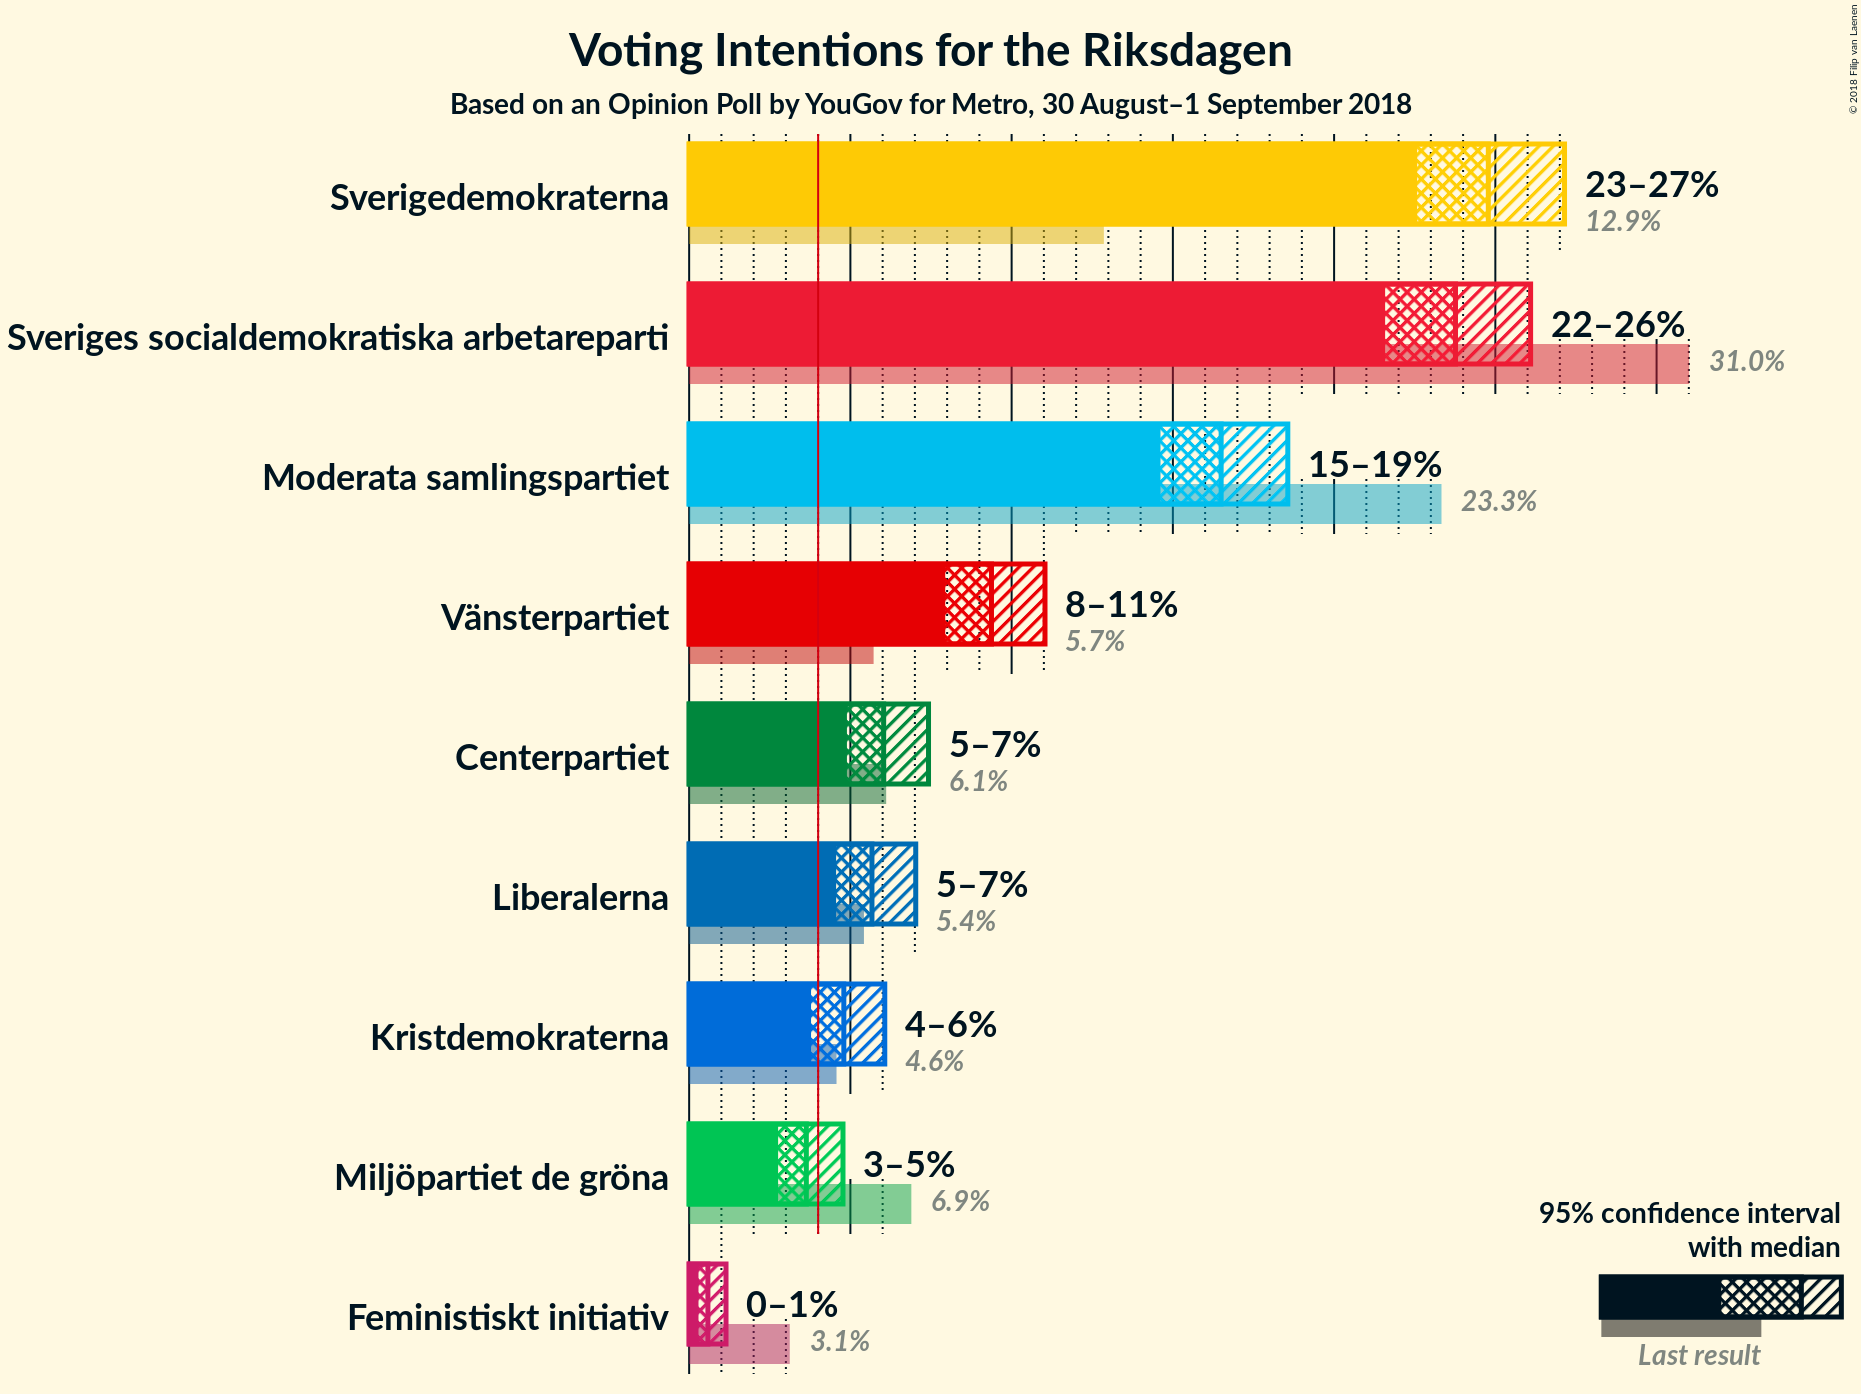 Voting Intentions for the Riksdagen
Based on an Opinion Poll by YouGov for Metro, 30 August–1 September 2018
© 2018 Filip van Laenen
Sverigedemokraterna
23–27%
12.9%
Sveriges socialdemokratiska arbetareparti
22–26%
31.0%
Moderata samlingspartiet
15–19%
23.3%
Vänsterpartiet
8–11%
5.7%
Centerpartiet
5–7%
6.1%
Liberalerna
5–7%
5.4%
Kristdemokraterna
4–6%
4.6%
Miljöpartiet de gröna
3–5%
6.9%
Feministiskt initiativ
0–1%
3.1%
95% confidence interval
with median
Last result